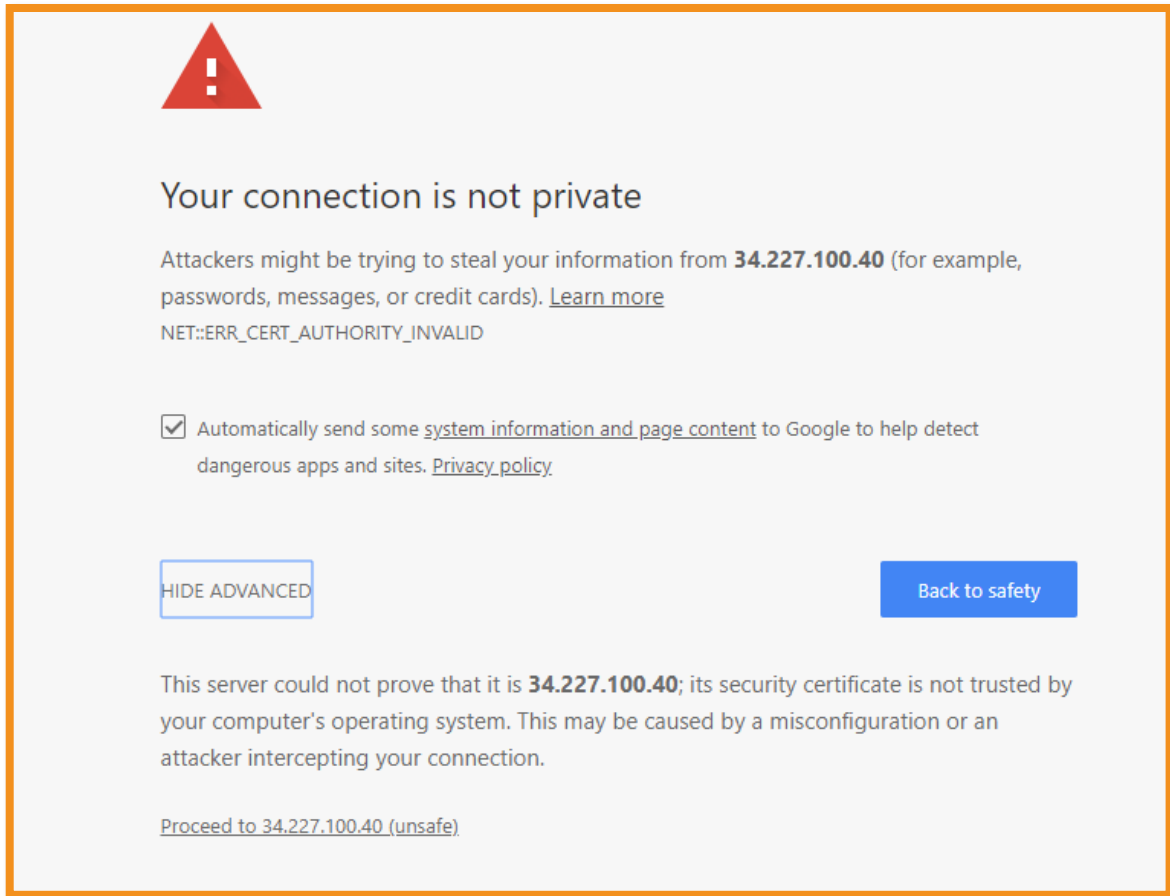 Your connection is not private
Attackers might be trying to steal your information from 34.227.100.40 (for example,
passwords, messages, or credit cards). Learn more
NET::ERR_CERT_AUTHORITY_INVALID
Automatically send some system information and page content to Google to help detect
dangerous apps and sites. Privacy policy
HIDE ADVANCED
Back to safety
This server could not prove that it is 34.227.100.40; its security certificate is not trusted by
your computer's operating system. This may be caused by a misconfiguration or an
attacker intercepting your connection.
Proceed to 34.227.100.40 (unsafe)